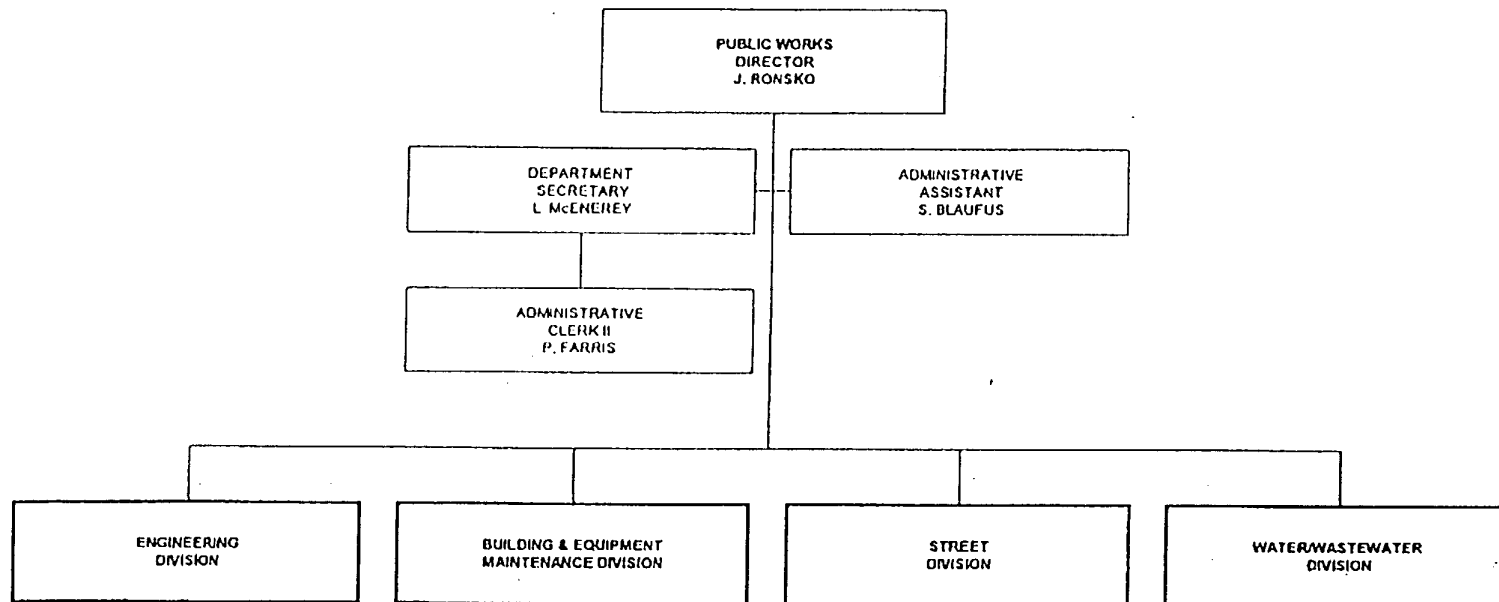 PUBLIC WORKS
DIRECTOR
J. RONSKO
DEPARTMENT
SECRETARY
L. McENEREY
ADMINISTRATIVE
ASSISTANT
S. BLAUFUS
ADMINISTRATIVE
CLERK II
P. FARRIS
ENGINEERING
DIVISION
BUILDING & EQUIPMENT
MAINTENANCE DIVISION
STREET
DIVISION
WATER/WASTEWATER
DIVISION